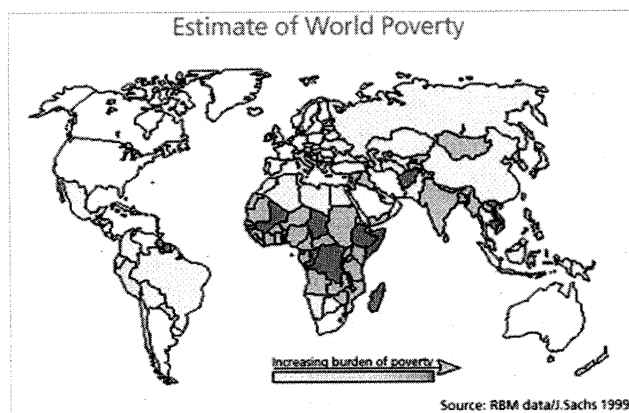 Estimate of World Poverty
Increasing burden of poverty
Source: RBM data/J.Sachs 1999